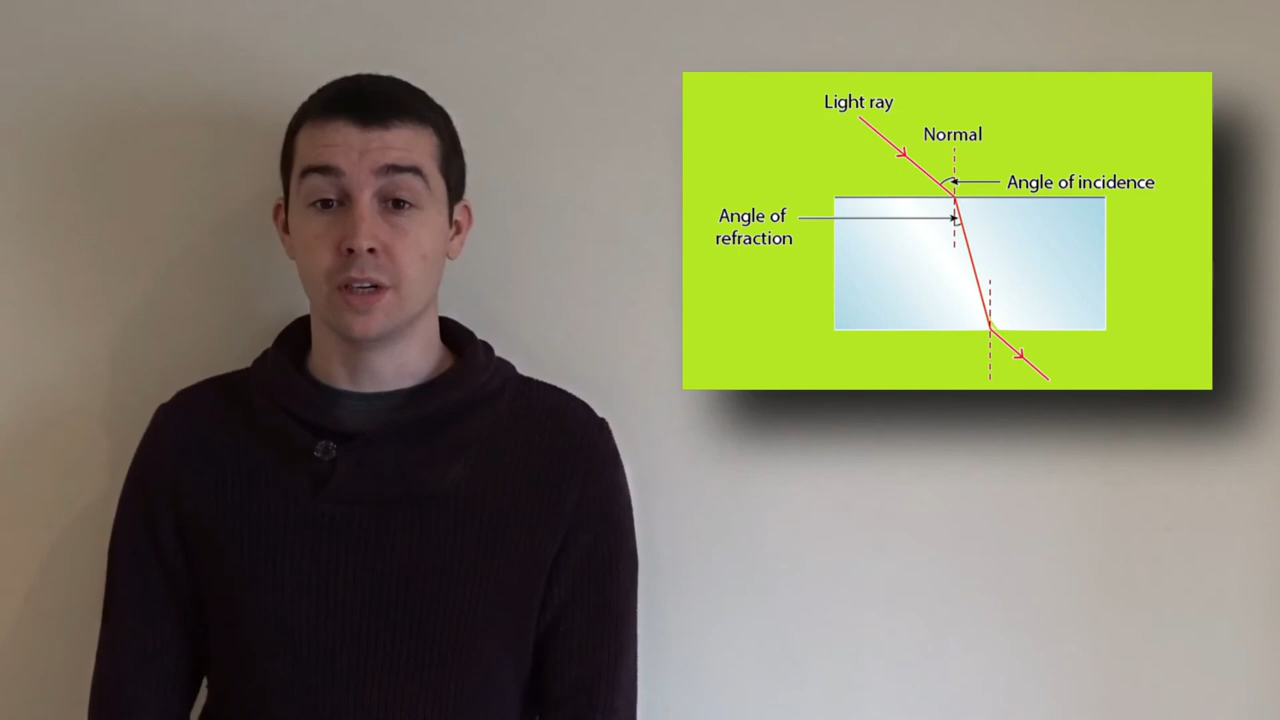 Light ray
Normal
Angle of incidence
Angle of
refraction